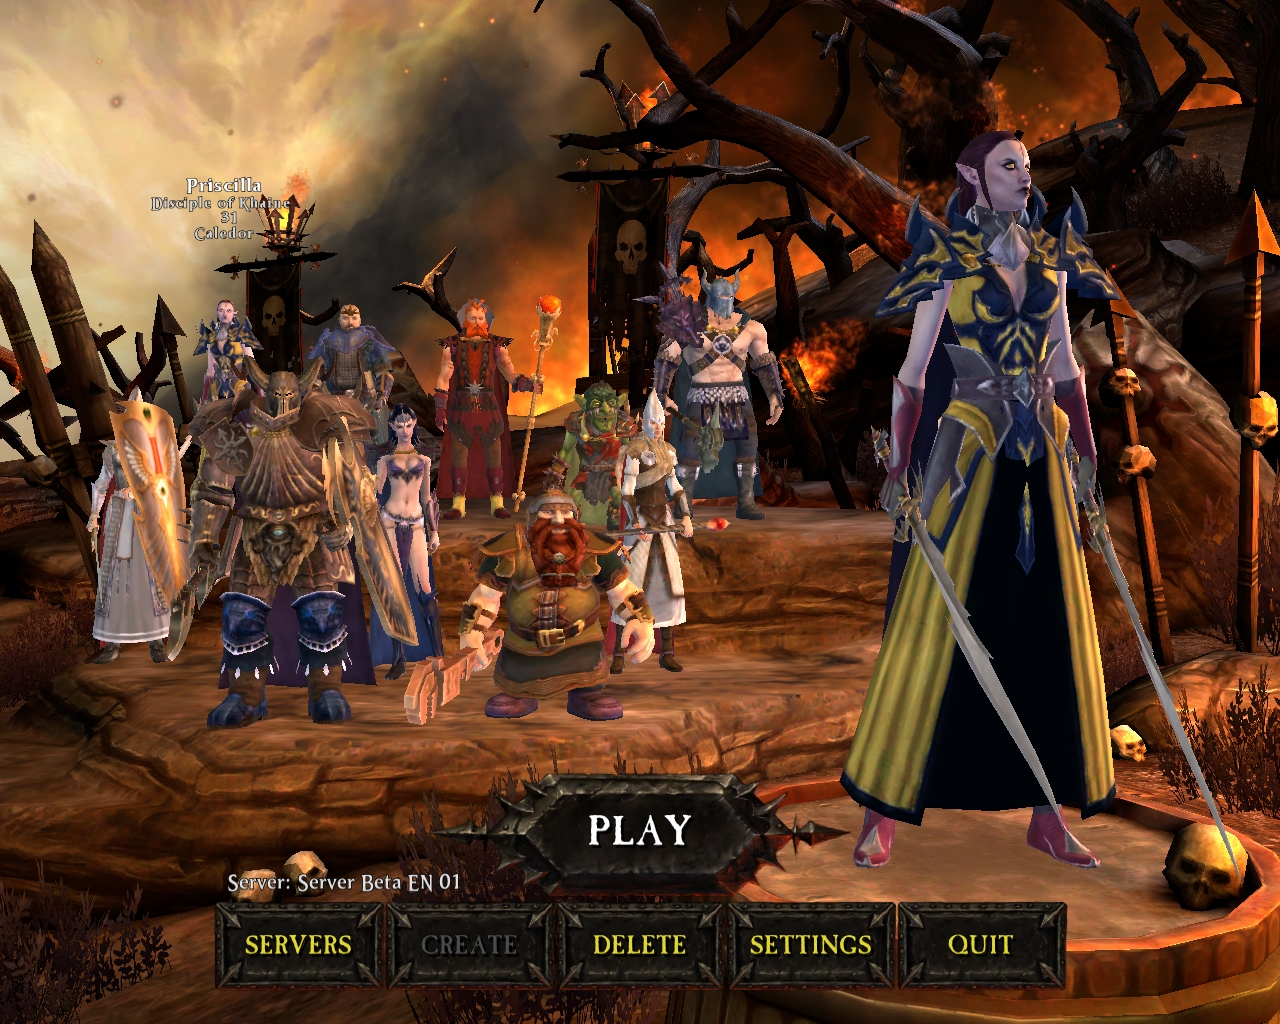 Priscilla
Disciple of Khaine
31
Caledor
PLAY
Server: Server Beta EN 01
SERVERS
CREATE
DELETE
SETTINGS
QUIT